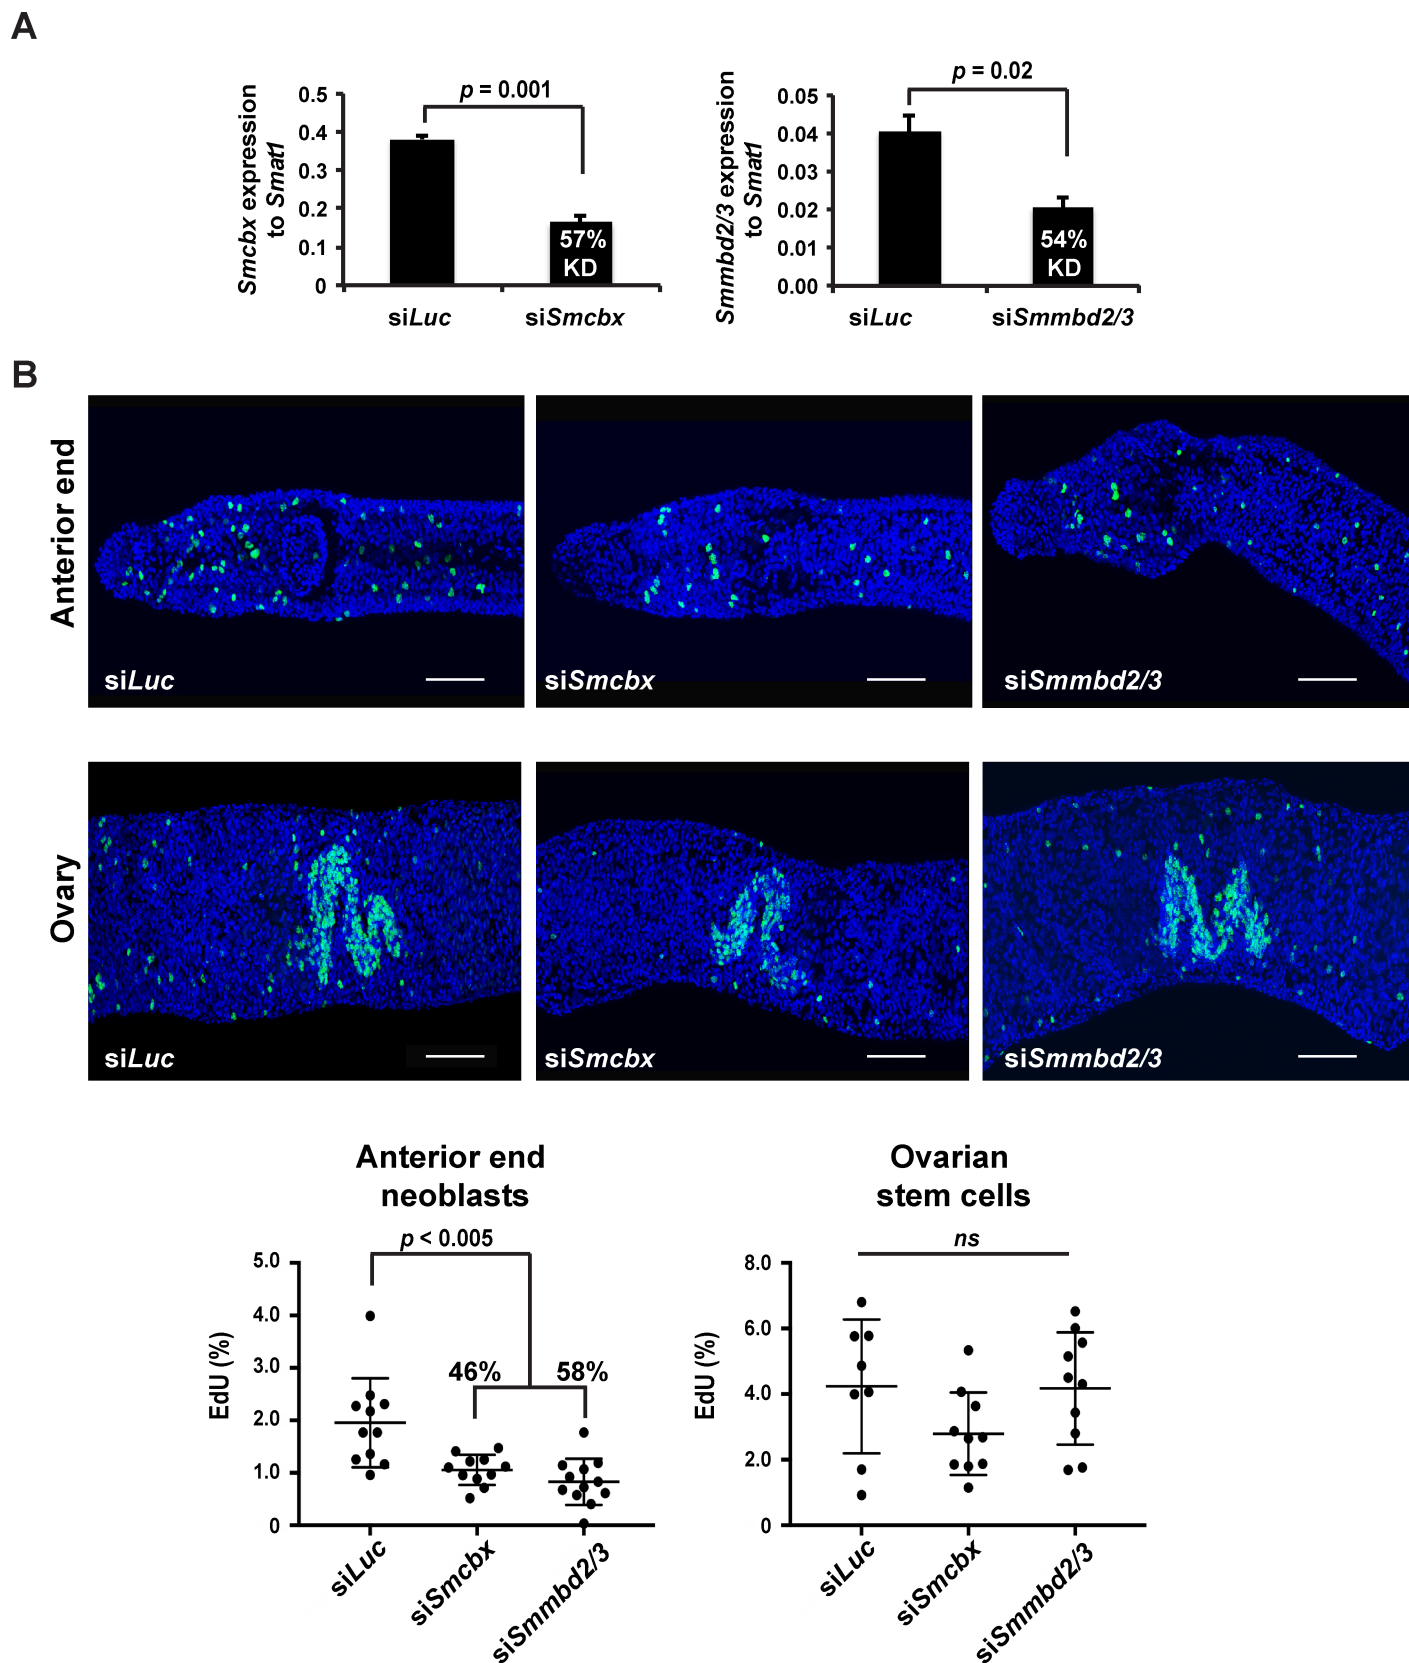 A
Smcbx expression
to Smat1
0.5
0.4
0.3
0.2
0.1
0
p = 0.001
57%
KD
siLuc
siSmcbx
Smmbd2/3 expression
to Smat1
0.05
0.04
0.03
0.02
0.01
0.00
p = 0.02
54%
KD
siLuc
siSmmbd2/3
B
Anterior end
siLuc
siSmcbx
siSmmbd2/3
Ovary
siLuc
siSmcbx
siSmmbd2/3
Anterior end
neoblasts
p < 0.005
EdU (%)
5.0
4.0
3.0
2.0
1.0
0
46%
58%
siLuc
siSmcbx
siSmmbd2/3
Ovarian
stem cells
ns
EdU (%)
8.0
6.0
4.0
2.0
0
siLuc
siSmcbx
siSmmbd2/3